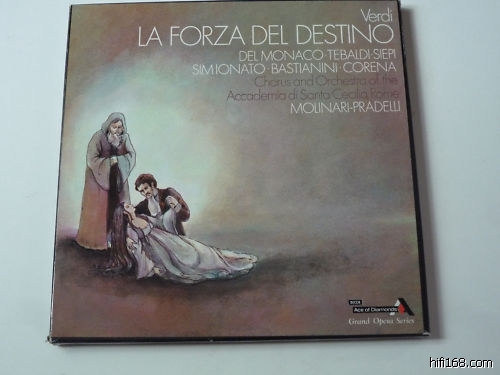 Verdi
LA FORZA DEL DESTINO
DEL MONACO·TEBALDI·SIEPI
SIMIONATO·BASTIANINI·CORENA
Chorus and Orchestra of the
Accademia di Santa Cecilia, Rome
MOLINARI-PRADELLI
DECCA
Ace of Diamonds
Grand Opera Series
hifi168.com